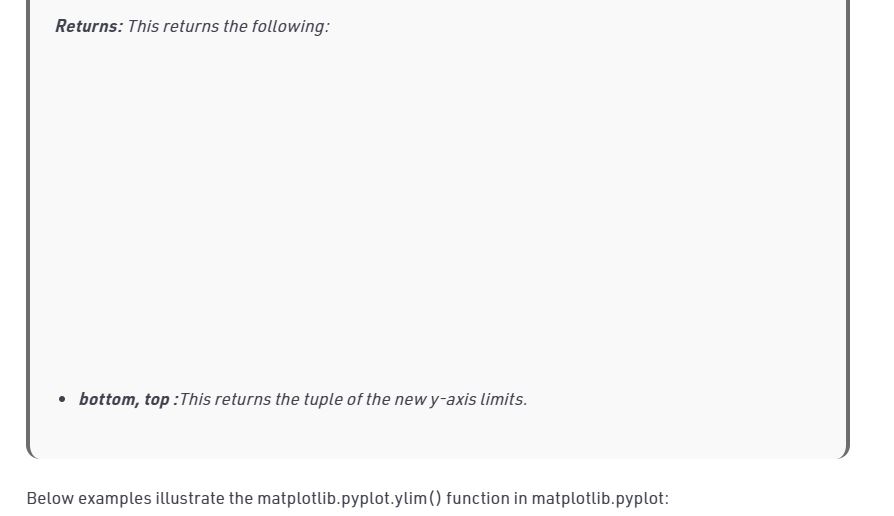 Returns: This returns the following:
• bottom, top :This returns the tuple of the new y-axis limits.
Below examples illustrate the matplotlib.pyplot.ylim() function in matplotlib.pyplot: